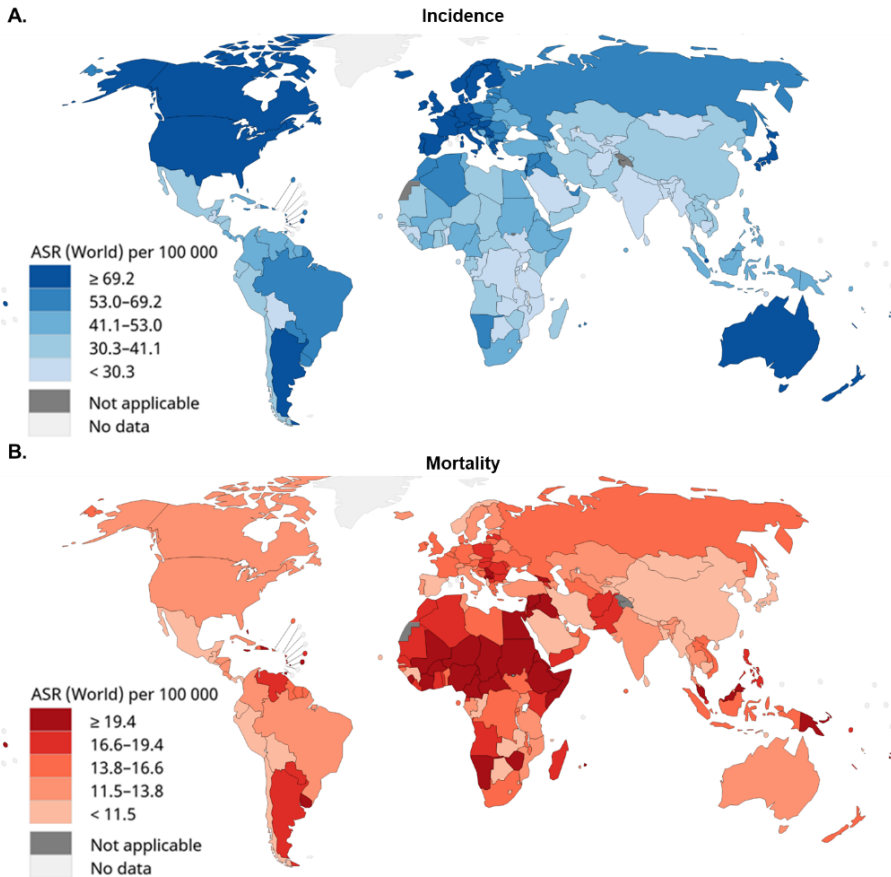 A.
Incidence
ASR (World) per 100 000
≥ 69.2
53.0–69.2
41.1–53.0
30.3–41.1
< 30.3
Not applicable
No data
B.
Mortality
ASR (World) per 100 000
≥ 19.4
16.6–19.4
13.8–16.6
11.5–13.8
< 11.5
Not applicable
No data